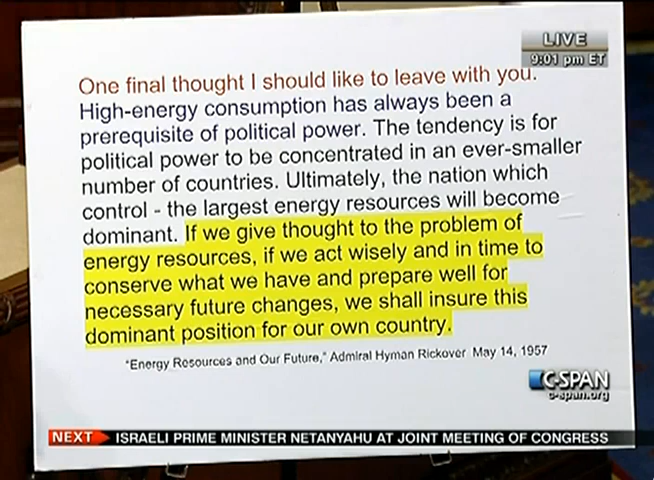 LIVE
9:01 pm ET
One final thought I should like to leave with you.
High-energy consumption has always been a
prerequisite of political power. The tendency is for
political power to be concentrated in an ever-smaller
number of countries. Ultimately, the nation which
control - the largest energy resources will become
dominant. If we give thought to the problem of
energy resources, if we act wisely and in time to
conserve what we have and prepare well for
necessary future changes, we shall insure this
dominant position for our own country.
"Energy Resources and Our Future," Admiral Hyman Rickover May 14, 1957
C-SPAN
c-span.org
NEXT ISRAELI PRIME MINISTER NETANYAHU AT JOINT MEETING OF CONGRESS